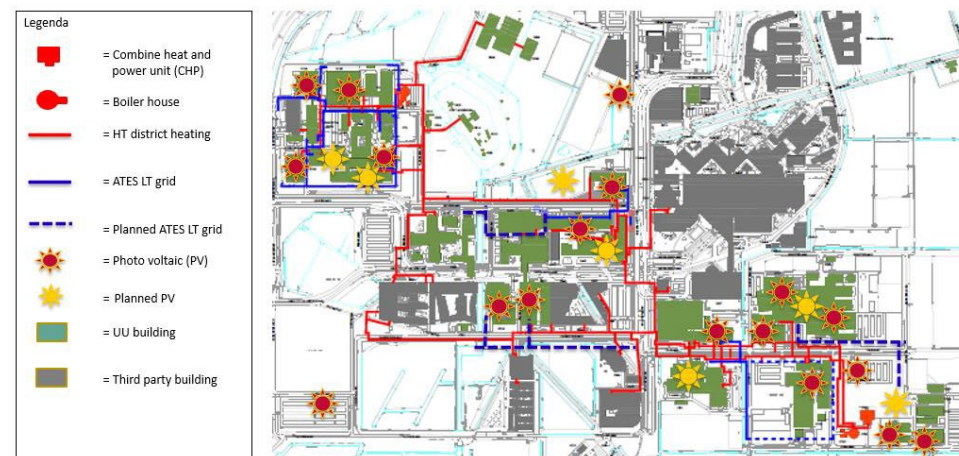 Legenda
= Combine heat and
power unit (CHP)
= Boiler house
= HT district heating
= ATES LT grid
= Planned ATES LT grid
= Photo voltaic (PV)
= Planned PV
= UU building
= Third party building